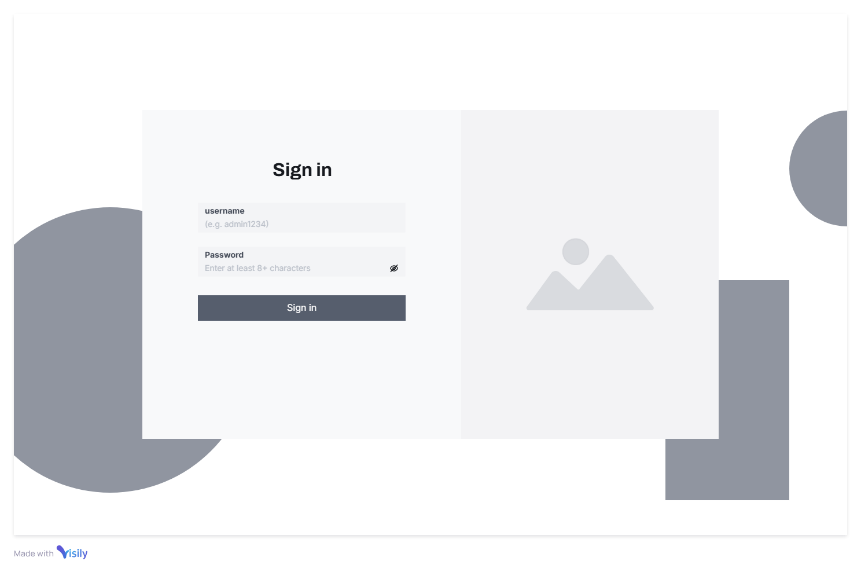 Sign in
username
(e.g. admin1234)
Password
Enter at least 8+ characters
Sign in
Made with Visily